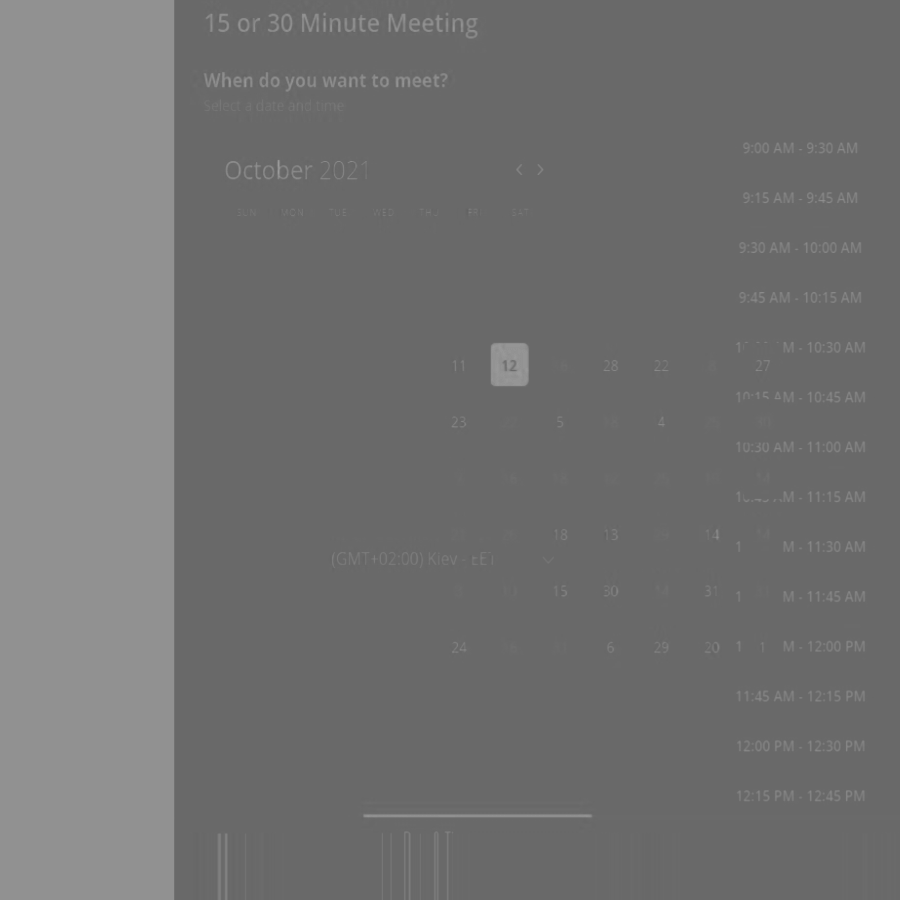 15 or 30 Minute Meeting
When do you want to meet?
Select a date and time
October 2021
SUN MON TUE WED THU FRI SAT
11 12 28 22 27
23 5 4
18 13 14
15 30 31
24 6 29 20 1
(GMT+02:00) Kiev - EET
9:00 AM - 9:30 AM
9:15 AM - 9:45 AM
9:30 AM - 10:00 AM
9:45 AM - 10:15 AM
M - 10:30 AM
10:15 AM - 10:45 AM
10:30 AM - 11:00 AM
M - 11:15 AM
M - 11:30 AM
M - 11:45 AM
M - 12:00 PM
11:45 AM - 12:15 PM
12:00 PM - 12:30 PM
12:15 PM - 12:45 PM